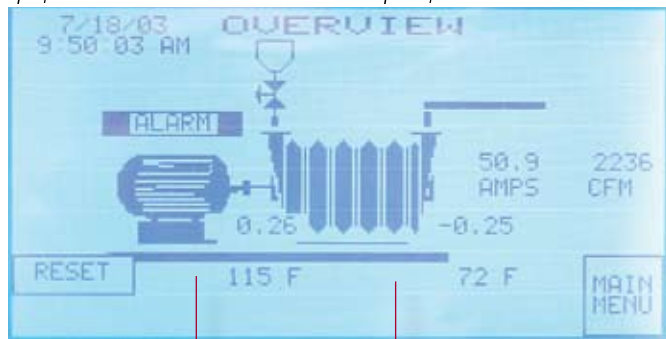 7/18/03 OVERVIEW
9:50:03 AM
ALARM
50.9 2236
AMPS CFM
0.26 -0.25
RESET 115 F 72 F MAIN
MENU